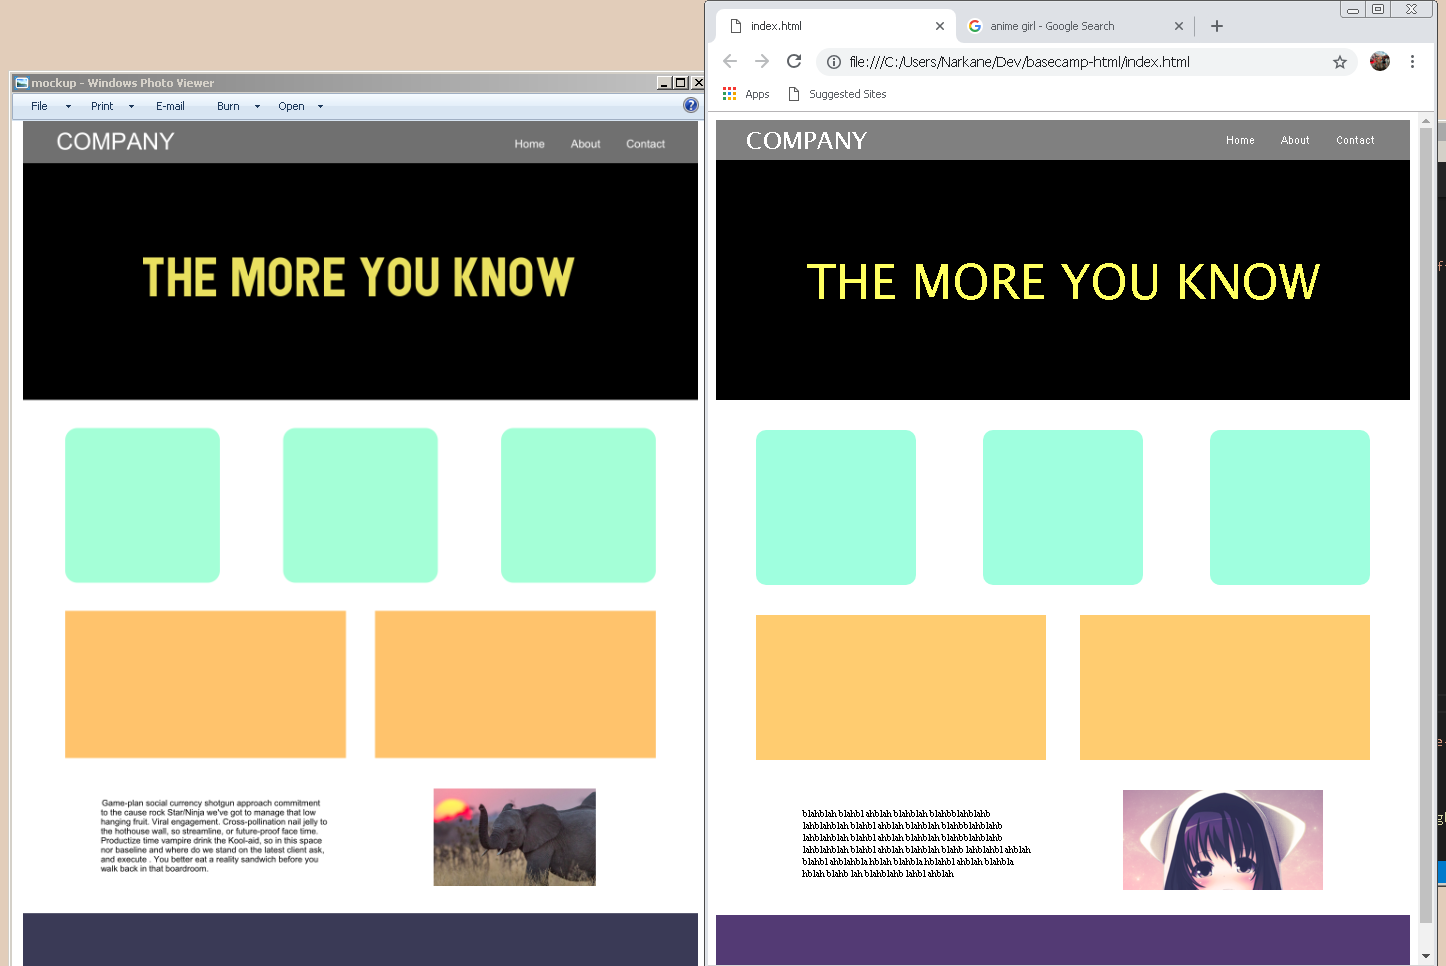 mockup - Windows Photo Viewer
File Print E-mail Burn Open
COMPANY
Home About Contact
THE MORE YOU KNOW
Game-plan social currency shotgun approach commitment
to the cause rock Star/Ninja we've got to manage that low
hanging fruit. Viral engagement. Cross-pollination nail jelly to
the hothouse wall, so streamline, or future-proof face time.
Productize time vampire drink the Kool-aid, so in this space
nor baseline and where do we stand on the latest client ask,
and execute . You better eat a reality sandwich before you
walk back in that boardroom.
index.html
anime girl - Google Search
file:///C:/Users/Narkane/Dev/basecamp-html/index.html
Apps Suggested Sites
COMPANY
Home About Contact
THE MORE YOU KNOW
blahblah blahbl ahblah blahblah blahbblahblahb
lahblahblah blahbl ahblah blahblah blahbblahblahb
lahblahblah blahbl ahblah blahblah blahbblahblahb
lahblahblah blahbl ahblah blahblah blahb lahblahbl ahblah
blahbl ahblahbla hblah blahbla hblahbl ahblah blahbla
hblah blahb lah blahblahb lahbl ahblah